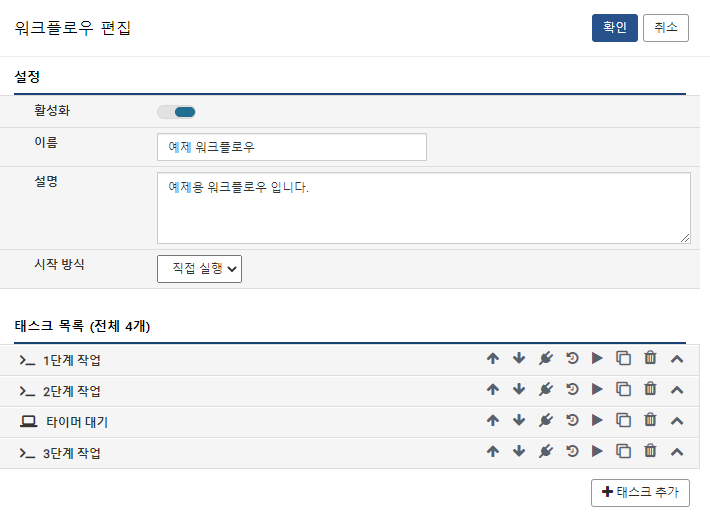 워크플로우 편집
확인 취소
설정
활성화
이름 예제 워크플로우
설명 예제용 워크플로우 입니다.
시작 방식 직접 실행
태스크 목록 (전체 4개)
1단계 작업
2단계 작업
타이머 대기
3단계 작업
태스크 추가